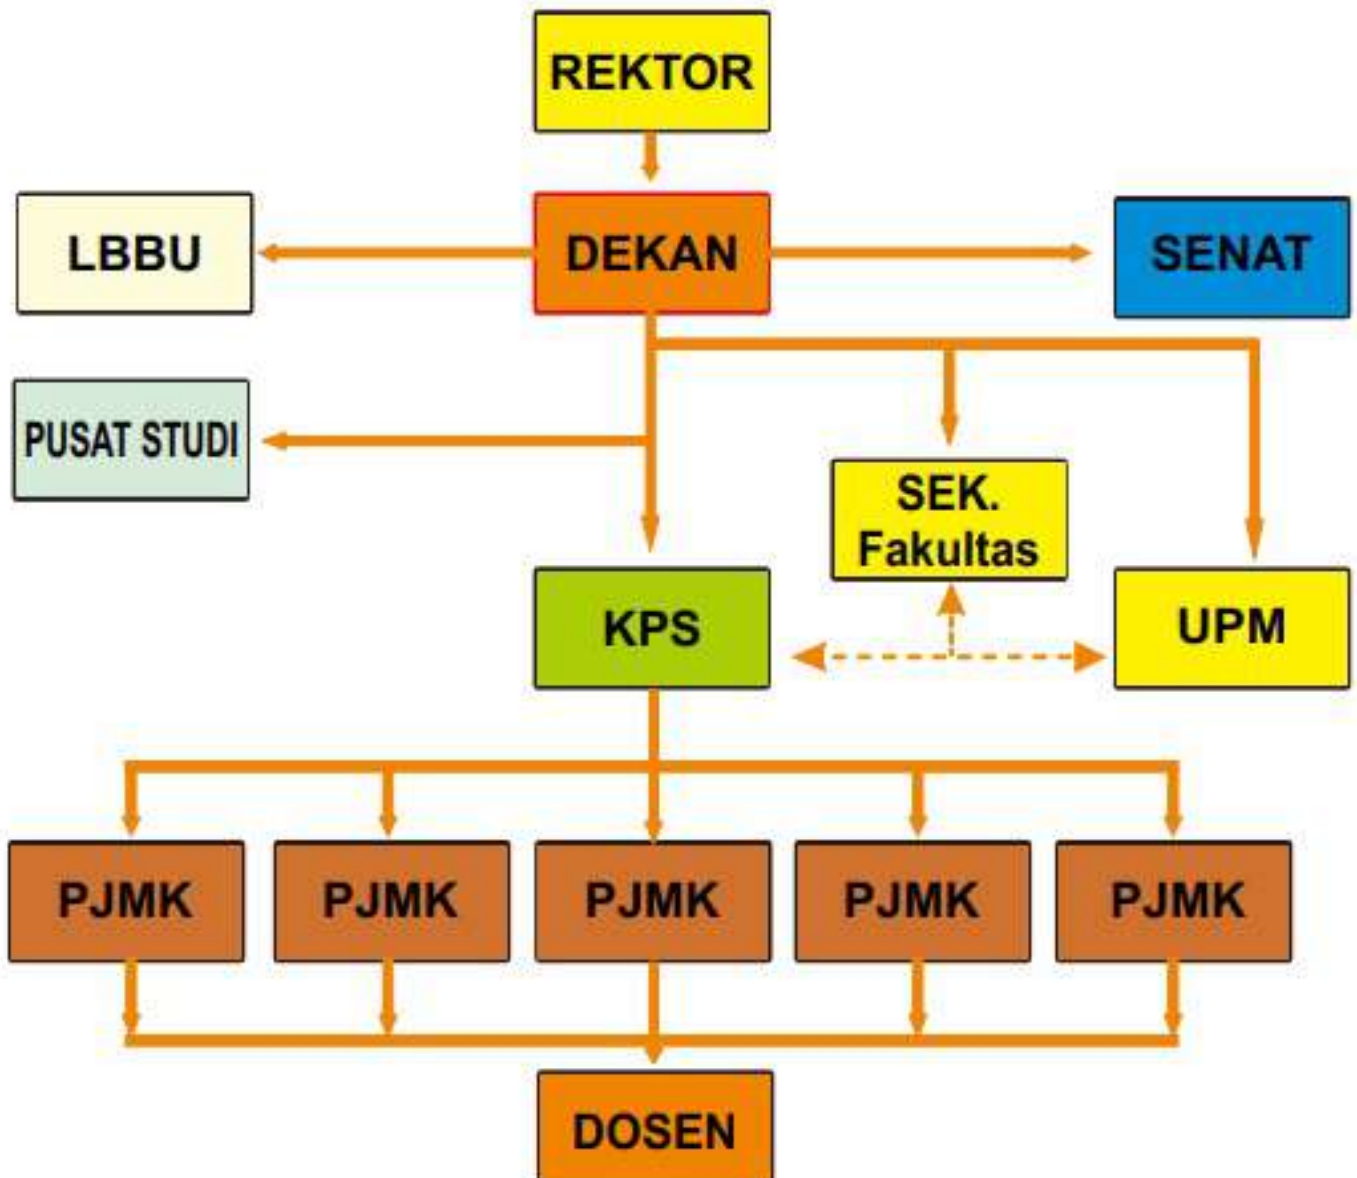 REKTOR
LBBU
DEKAN
SENAT
PUSAT STUDI
SEK.
Fakultas
KPS
UPM
PJMK
PJMK
PJMK
PJMK
PJMK
DOSEN